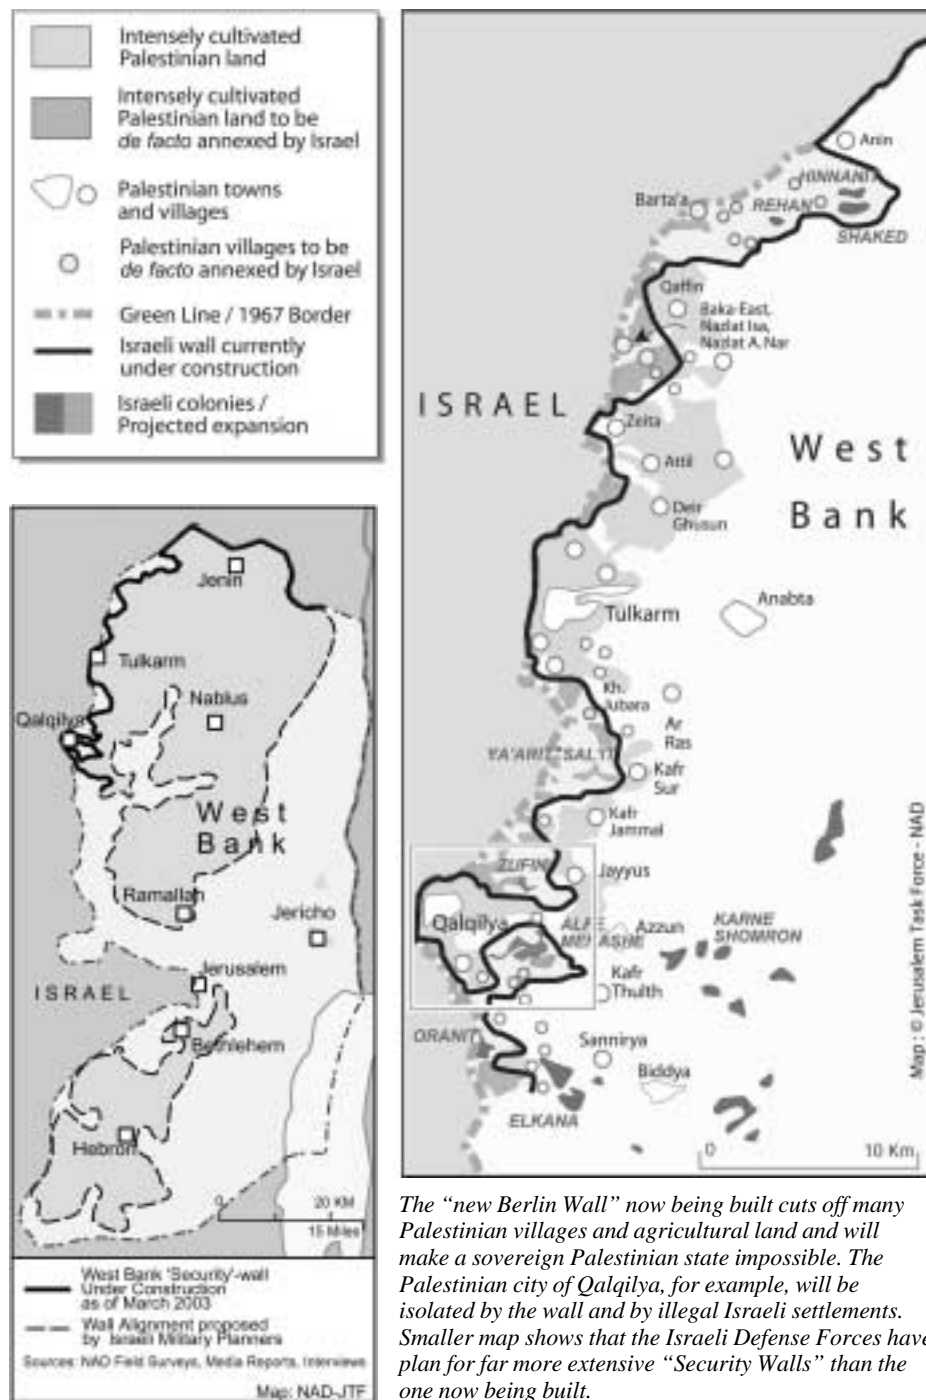 Intensely cultivated
Palestinian land
Intensely cultivated
Palestinian land to be
de facto annexed by Israel
Palestinian towns
and villages
Palestinian villages to be
de facto annexed by Israel
Green Line / 1967 Border
Israeli wall currently
under construction
Israeli colonies /
Projected expansion
Jenin
Tulkarm
Nablus
Qalqilya
West
Bank
Ramallah
Jericho
Jerusalem
ISRAEL
Bethlehem
Hebron
0 20 KM
15 Miles
West Bank 'Security'-wall
Under Construction
as of March 2003
Wall Alignment proposed
by Israeli Military Planners
Sources: NAD Field Surveys, Media Reports, Interviews
Map: NAD-JTF
Anin
HINNANIT
Barta'a
REHAN
SHAKED
Qaffin
Baka-East,
Nazlat Isa,
Nazlat A. Nar
ISRAEL
Zeita
West
Attil
Bank
Deir
Ghusun
Anabta
Tulkarm
Kh.
Jubara
Ar
Ras
YA'ARIT SAL'IT
Kafr
Sur
Kafr
Jammal
ZUFIN
Jayyus
Qalqilya
ALFE
MENASHE
Azzun
KARNE
SHOMRON
Kafr
Thulth
ORANIT
Sannirya
Biddya
ELKANA
0 10 Km
Map : © Jerusalem Task Force - NAD
The “new Berlin Wall” now being built cuts off many
Palestinian villages and agricultural land and will
make a sovereign Palestinian state impossible. The
Palestinian city of Qalqilya, for example, will be
isolated by the wall and by illegal Israeli settlements.
Smaller map shows that the Israeli Defense Forces have
plan for far more extensive “Security Walls” than the
one now being built.